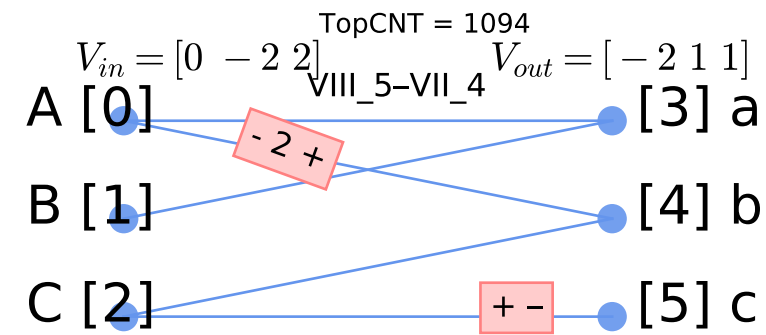 TopCNT = 1094
V_in = [0 − 2 2] V_out = [− 2 1 1]
VIII_5–VII_4
A [0] [3] a
- 2 +
B [1] [4] b
C [2] + – [5] c